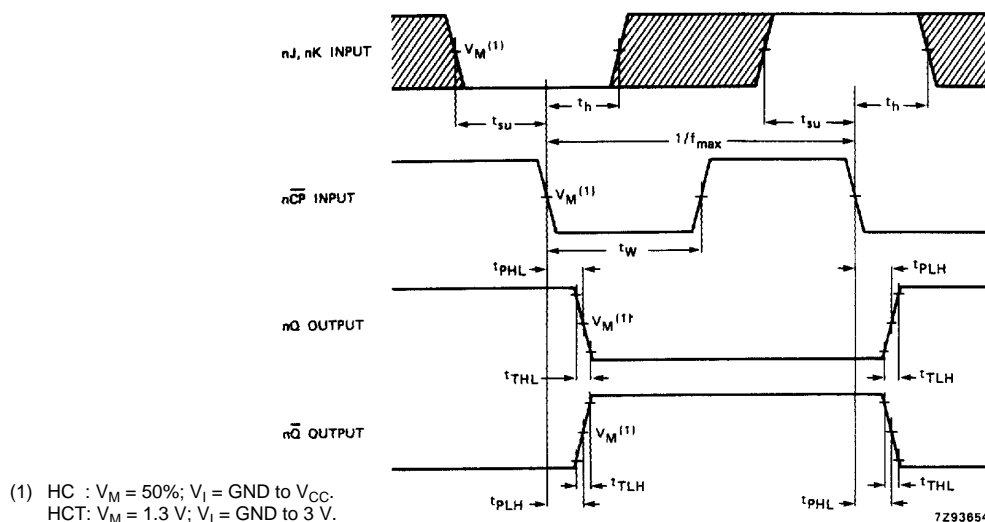 nJ, nK INPUT
V_M(1)
t_h
t_su
t_su
t_h
1/f_max
nC̅P̅ INPUT
V_M(1)
t_W
t_PHL
t_PLH
nQ OUTPUT
V_M(1)
t_THL
t_TLH
nQ̅ OUTPUT
V_M(1)
t_TLH
t_THL
t_PLH
t_PHL
(1) HC : V_M = 50%; V_I = GND to V_CC.
HCT: V_M = 1.3 V; V_I = GND to 3 V.
7Z93654